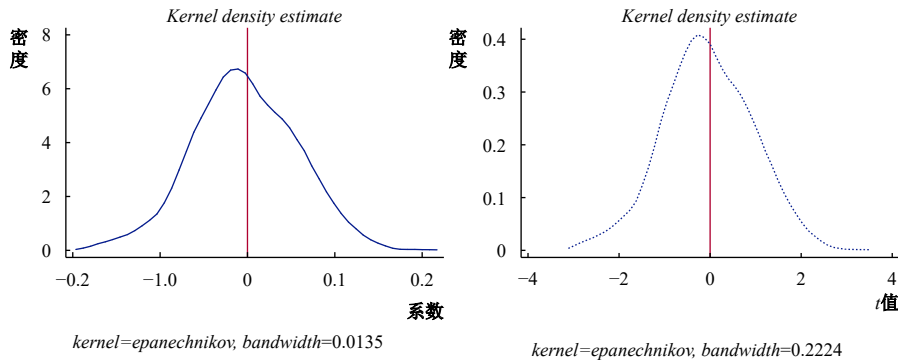 Kernel density estimate
密度
8
6
4
2
0
−0.2 −1.0 0 0.1 0.2
系数
kernel=epanechnikov, bandwidth=0.0135
Kernel density estimate
密度
0.4
0.3
0.2
0.1
0
−4 −2 0 2 4
t值
kernel=epanechnikov, bandwidth=0.2224